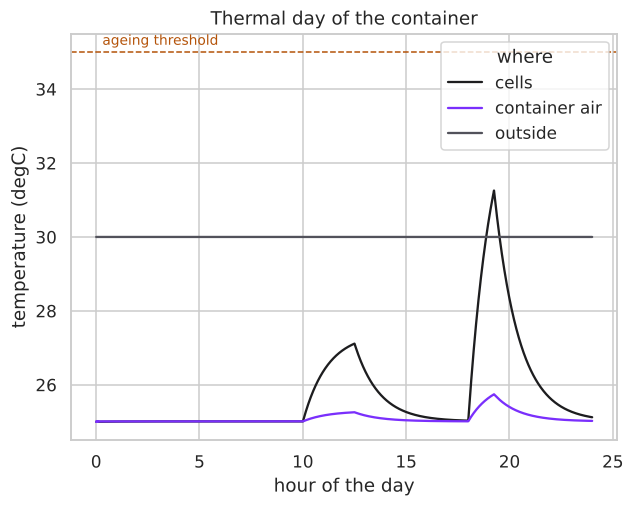 Thermal day of the container
ageing threshold
where
cells
container air
outside
temperature (degC)
34
32
30
28
26
0
5
10
15
20
25
hour of the day